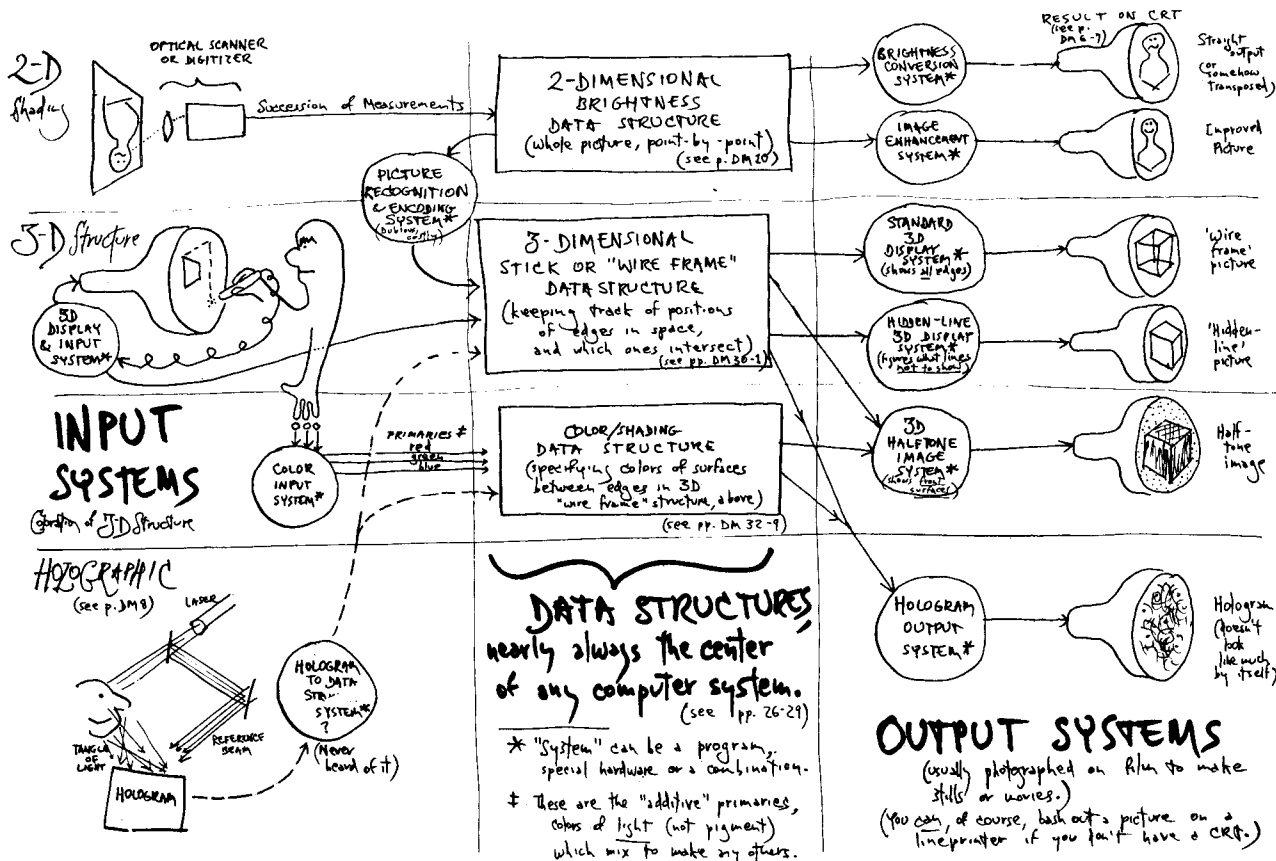 2-D
Shading
OPTICAL SCANNER
OR DIGITIZER
Succession of Measurements
2-DIMENSIONAL
BRIGHTNESS
DATA STRUCTURE
(whole picture, point-by-point)
(see p. DM20)
BRIGHTNESS
CONVERSION
SYSTEM*
RESULT ON CRT
(see p.
DM6-7)
Straight
output
(or somehow
transposed)
IMAGE
ENHANCEMENT
SYSTEM*
Improved
Picture
PICTURE
RECOGNITION
& ENCODING
SYSTEM*
(Dubious, costly)
3-D Structure
3D
DISPLAY
& INPUT
SYSTEM*
3-DIMENSIONAL
STICK OR "WIRE FRAME"
DATA STRUCTURE
(keeping track of positions
of edges in space,
and which ones intersect)
(see pp. DM30-1)
STANDARD
3D
DISPLAY
SYSTEM*
(shows all edges)
'Wire
frame'
picture
HIDDEN-LINE
3D DISPLAY
SYSTEM*
(figures what lines
not to show)
'Hidden-
line'
picture
INPUT
SYSTEMS
Coloration of 3-D Structure
COLOR
INPUT
SYSTEM*
PRIMARIES ‡
red
green
blue
COLOR/SHADING
DATA STRUCTURE
(specifying colors of surfaces
between edges in 3D
"wire frame" structure, above)
(see pp. DM 32-9)
3D
HALFTONE
IMAGE
SYSTEM*
(shows front
surfaces)
Half-
tone
image
HOLOGRAPHIC
(see p. DM8)
LASER
TANGLE
OF
LIGHT
REFERENCE
BEAM
HOLOGRAM
HOLOGRAM
TO DATA
SYSTEM*
?
(Never
heard of it)
DATA STRUCTURES,
nearly always the center
of any computer system.
(see pp. 26-29)
* "System" can be a program,
special hardware or a combination.
‡ These are the "additive" primaries,
colors of light (not pigment)
which mix to make any others.
HOLOGRAM
OUTPUT
SYSTEM*
Hologram
(doesn't
look
like much
by itself)
OUTPUT SYSTEMS
(usually photographed on film to make
stills or movies.)
(You can, of course, bash out a picture on a
lineprinter if you don't have a CRT.)